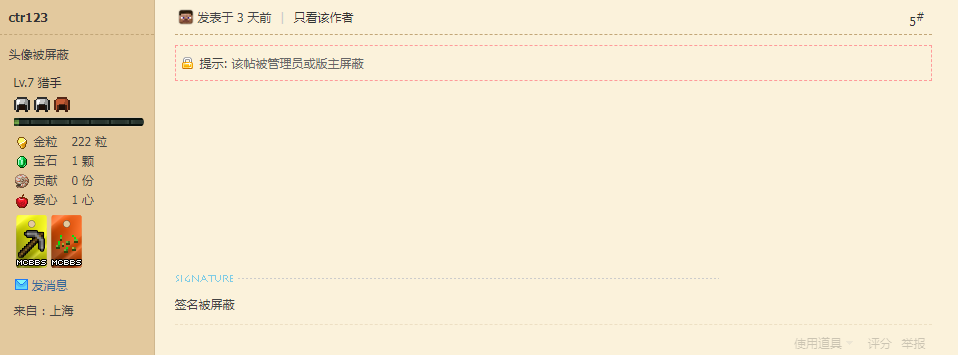 ctr123
头像被屏蔽
Lv.7 猎手
金粒 222 粒
宝石 1 颗
贡献 0 份
爱心 1 心
MCBBS MCBBS
发消息
来自：上海
发表于 3 天前 | 只看该作者
5#
提示: 该帖被管理员或版主屏蔽
SIGNATURE
签名被屏蔽
使用道具 评分 举报